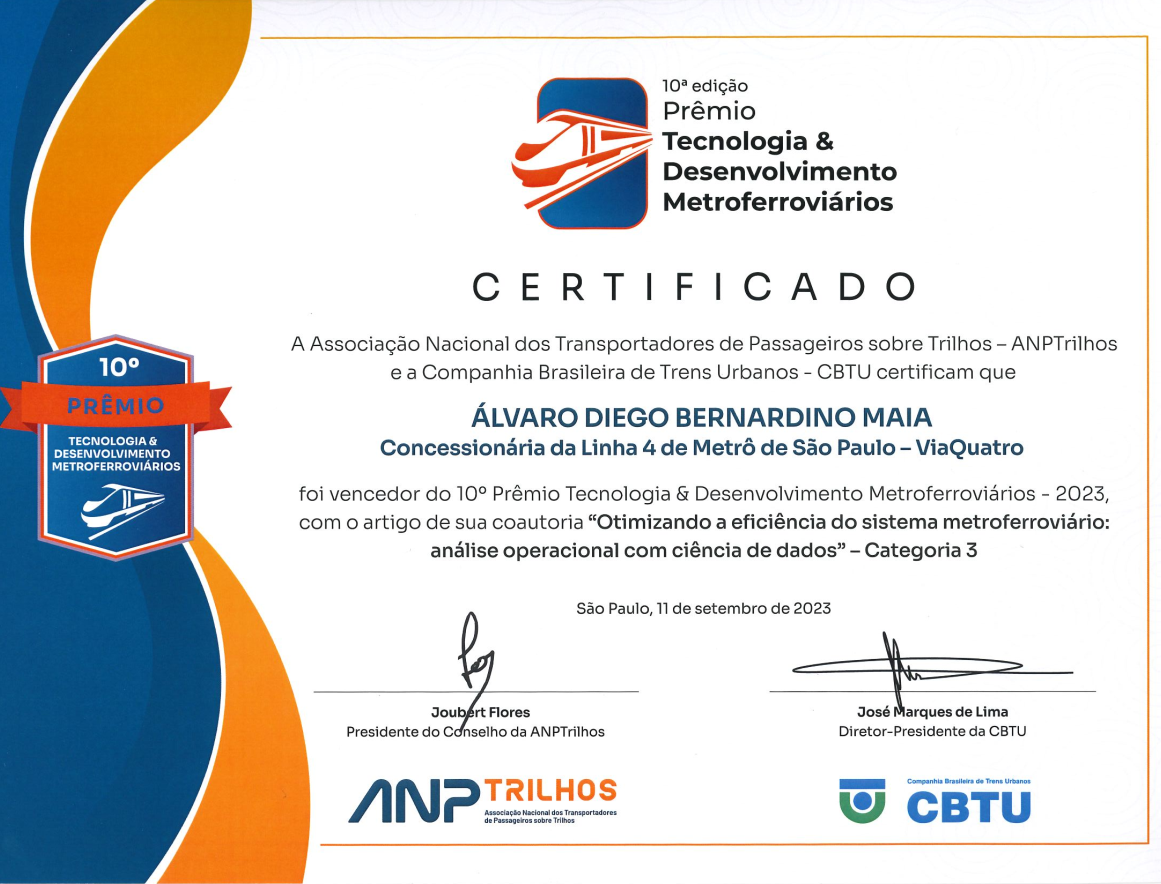 10ª edição
Prêmio
Tecnologia &
Desenvolvimento
Metroferroviários
CERTIFICADO
A Associação Nacional dos Transportadores de Passageiros sobre Trilhos – ANPTrilhos
e a Companhia Brasileira de Trens Urbanos - CBTU certificam que
ÁLVARO DIEGO BERNARDINO MAIA
Concessionária da Linha 4 de Metrô de São Paulo – ViaQuatro
foi vencedor do 10º Prêmio Tecnologia & Desenvolvimento Metroferroviários - 2023,
com o artigo de sua coautoria “Otimizando a eficiência do sistema metroferroviário:
análise operacional com ciência de dados” – Categoria 3
São Paulo, 11 de setembro de 2023
Joubert Flores
Presidente do Conselho da ANPTrilhos
José Marques de Lima
Diretor-Presidente da CBTU
10º
PRÊMIO
TECNOLOGIA &
DESENVOLVIMENTO
METROFERROVIÁRIOS
ANPTRILHOS
Associação Nacional dos Transportadores
de Passageiros sobre Trilhos
Companhia Brasileira de Trens Urbanos
CBTU